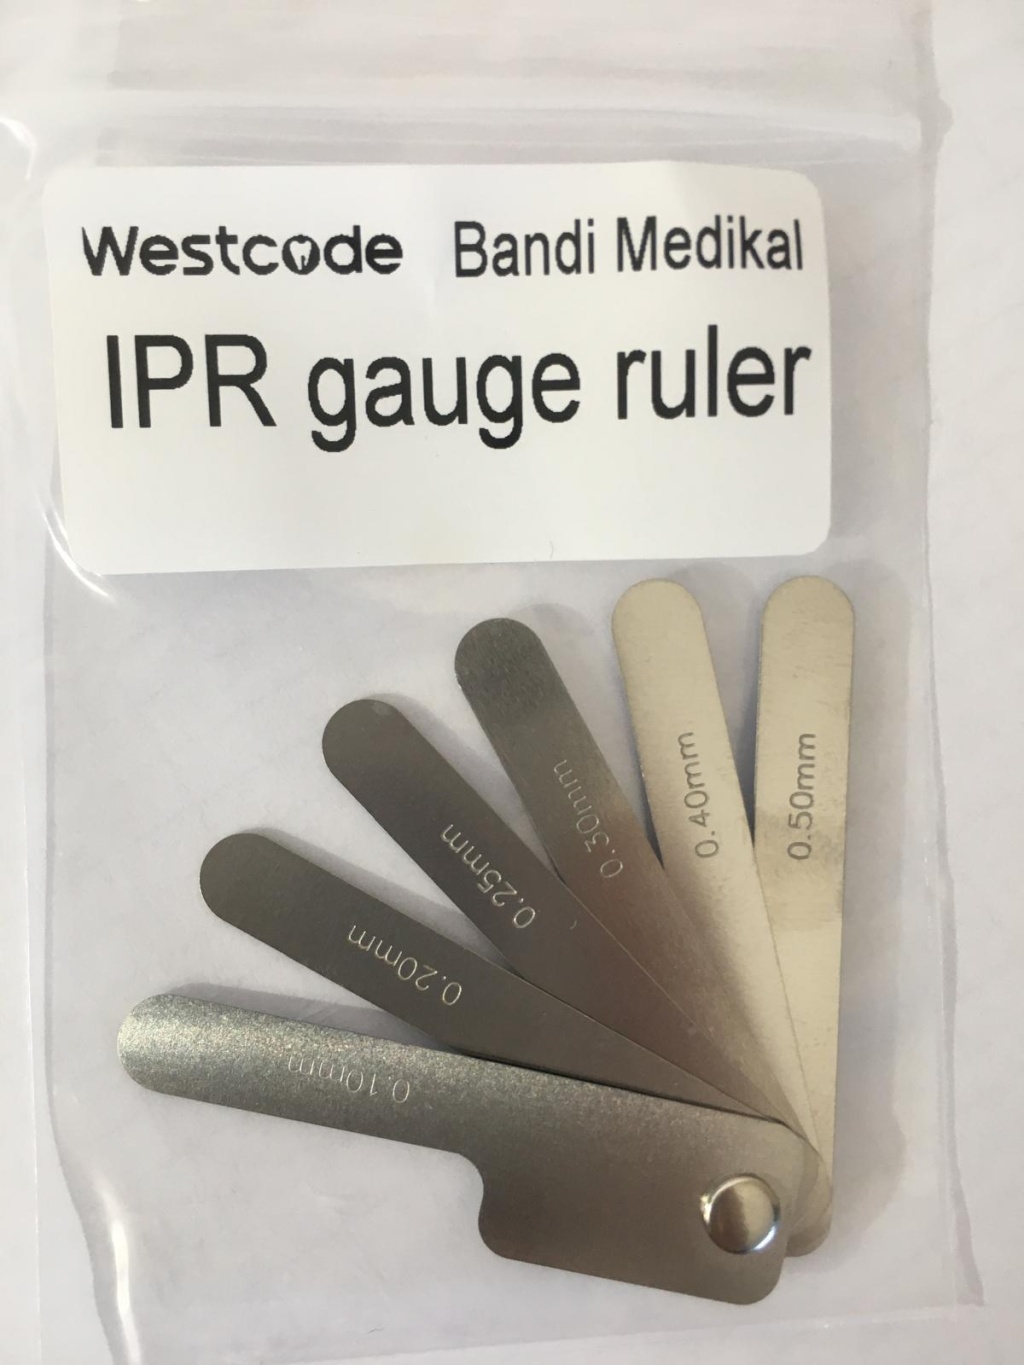 Westcode Bandi Medikal
IPR gauge ruler
0.50mm
0.40mm
0.30mm
0.25mm
0.20mm
0.10mm